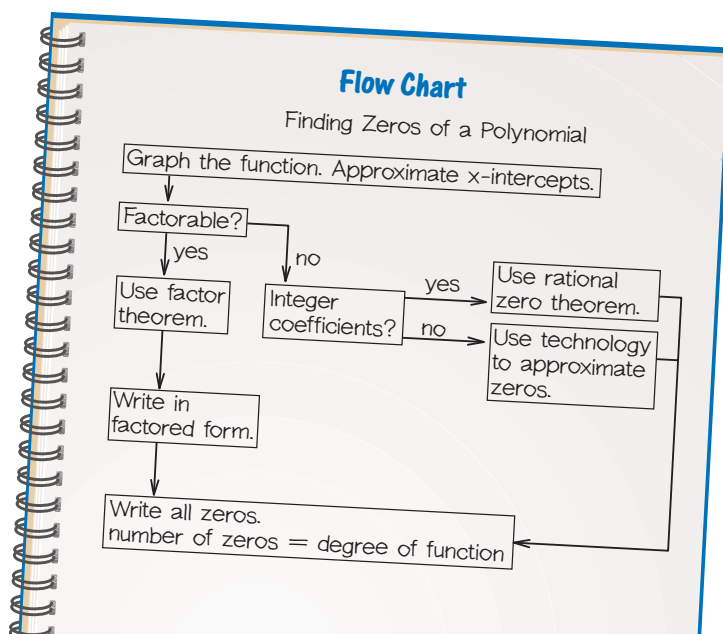 Flow Chart
Finding Zeros of a Polynomial
Graph the function. Approximate x-intercepts.
Factorable?
yes
no
Use factor
theorem.
Integer
coefficients?
yes
no
Use rational
zero theorem.
Use technology
to approximate
zeros.
Write in
factored form.
Write all zeros.
number of zeros = degree of function